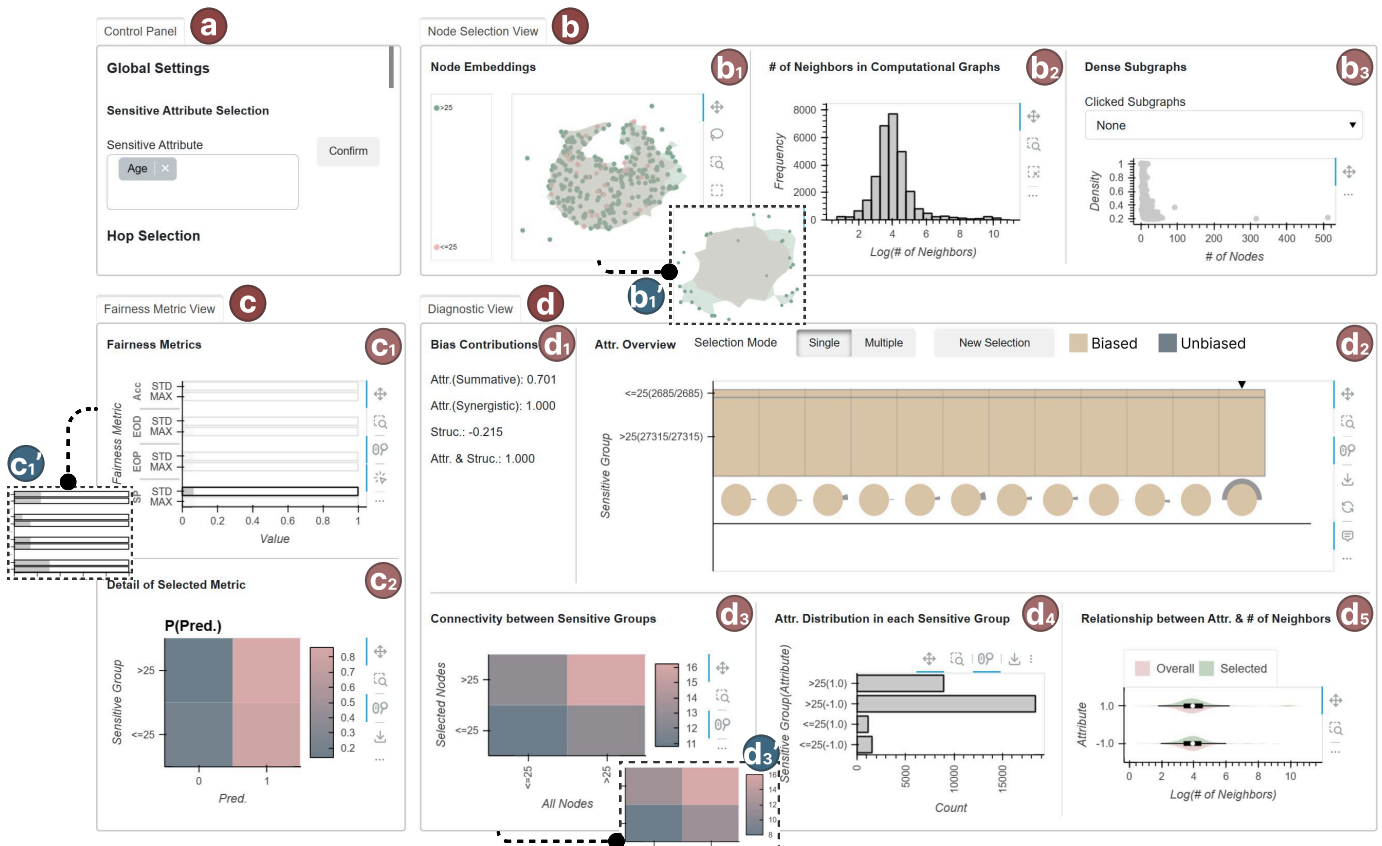 Control Panel
a
Global Settings
Sensitive Attribute Selection
Sensitive Attribute
Age ×
Confirm
Hop Selection
Node Selection View
b
Node Embeddings
b1
>25
<=25
b1'
# of Neighbors in Computational Graphs
b2
Frequency
8000
6000
4000
2000
0
2 4 6 8 10
Log(# of Neighbors)
Dense Subgraphs
b3
Clicked Subgraphs
None
Density
1
0.8
0.6
0.4
0.2
0 100 200 300 400 500
# of Nodes
Fairness Metric View
c
Fairness Metrics
c1
Fairness Metric
Acc
STD
MAX
EOD
STD
MAX
EOP
STD
MAX
SP
STD
MAX
0 0.2 0.4 0.6 0.8 1
Value
c1'
Detail of Selected Metric
c2
P(Pred.)
Sensitive Group
>25
<=25
0 1
Pred.
0.8
0.7
0.6
0.5
0.4
0.3
0.2
Diagnostic View
d
Bias Contributions
d1
Attr.(Summative): 0.701
Attr.(Synergistic): 1.000
Struc.: -0.215
Attr. & Struc.: 1.000
Attr. Overview
Selection Mode
Single
Multiple
New Selection
Biased
Unbiased
d2
Sensitive Group
<=25(2685/2685)
>25(27315/27315)
Connectivity between Sensitive Groups
d3
Selected Nodes
>25
<=25
<=25
>25
All Nodes
16
15
14
13
12
11
d3'
16
14
12
10
8
Attr. Distribution in each Sensitive Group
d4
Sensitive Group(Attribute)
>25(1.0)
>25(-1.0)
<=25(1.0)
<=25(-1.0)
0
5000
10000
15000
Count
Relationship between Attr. & # of Neighbors
d5
Overall
Selected
Attribute
1.0
-1.0
0 2 4 6 8 10
Log(# of Neighbors)